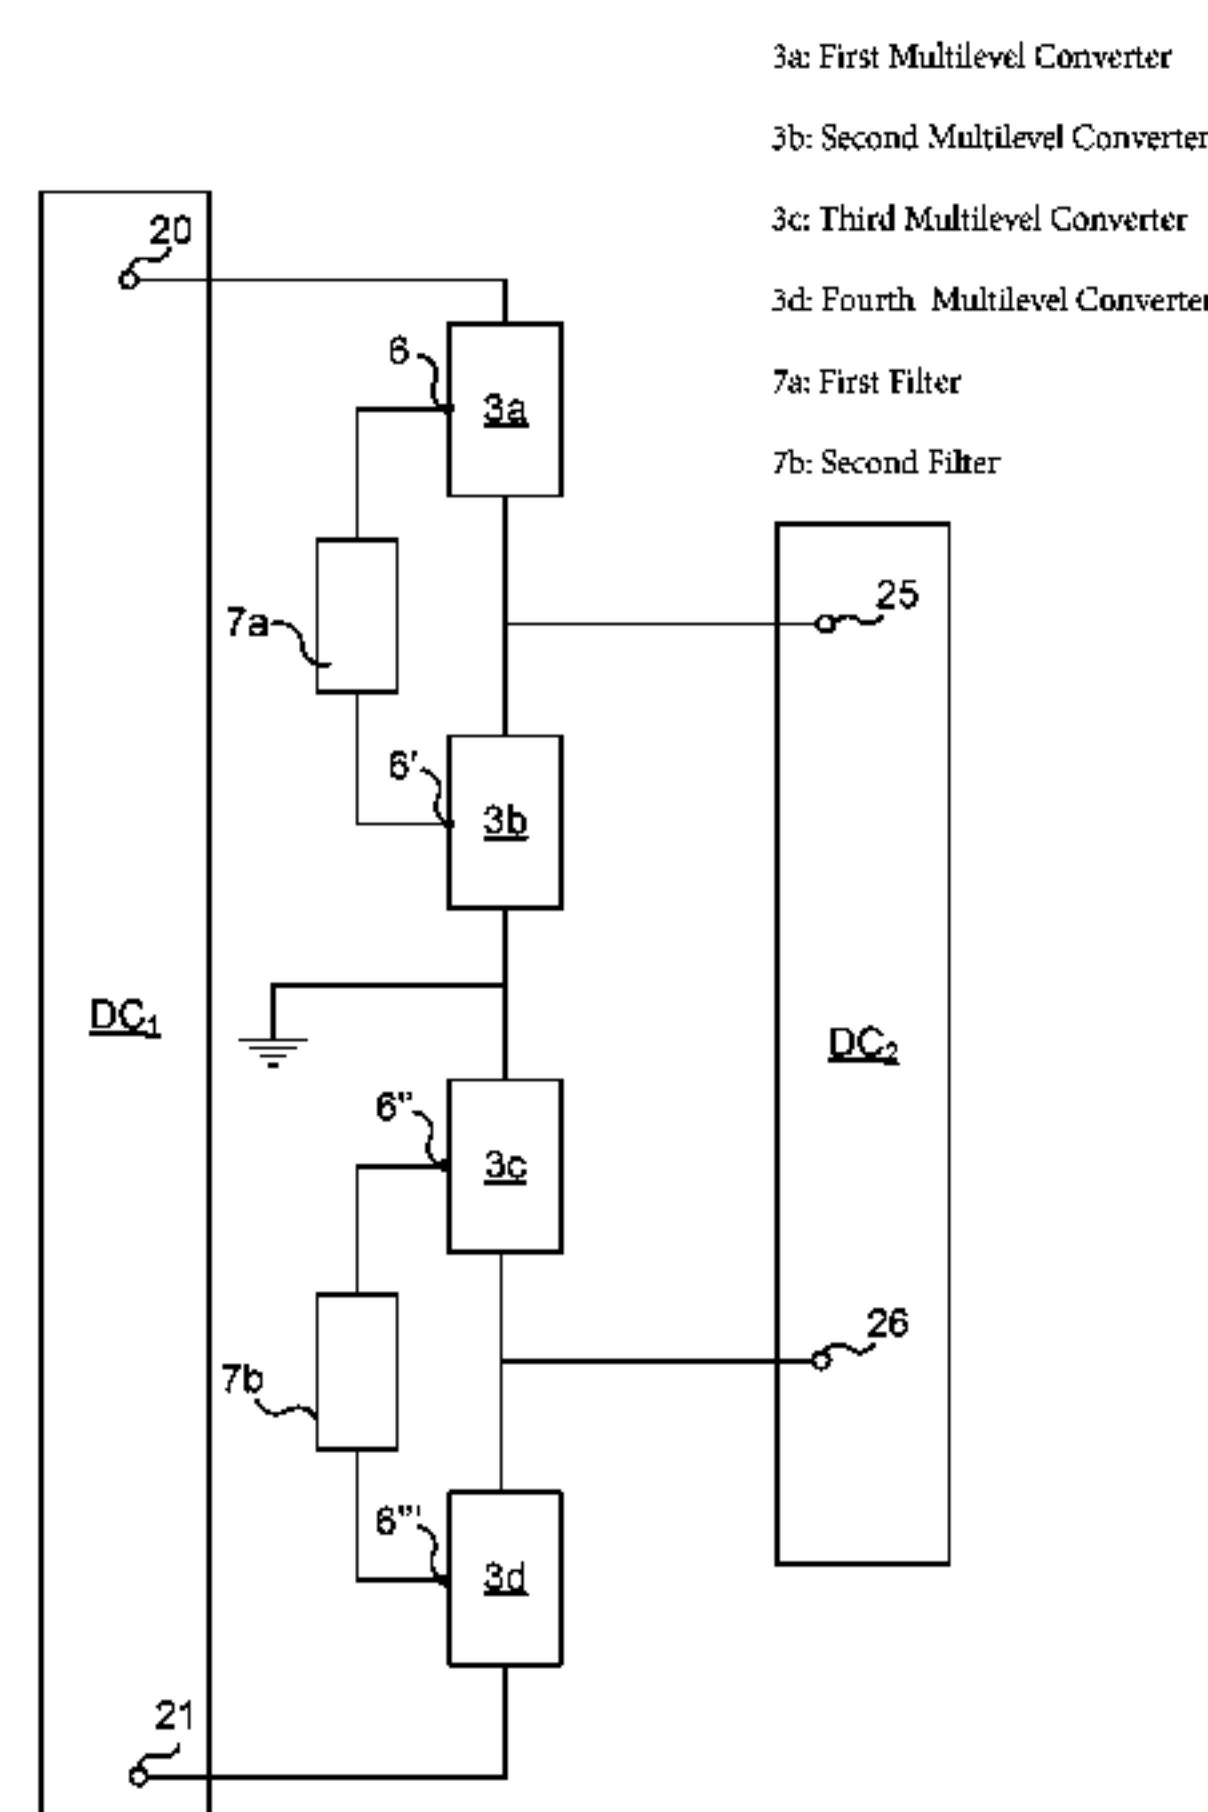 3a: First Multilevel Converter
3b: Second Multilevel Converter
3c: Third Multilevel Converter
3d: Fourth Multilevel Converter
7a: First Filter
7b: Second Filter
20
6
3a
25
7a
6'
3b
DC1
DC2
6''
3c
26
7b
6'''
3d
21